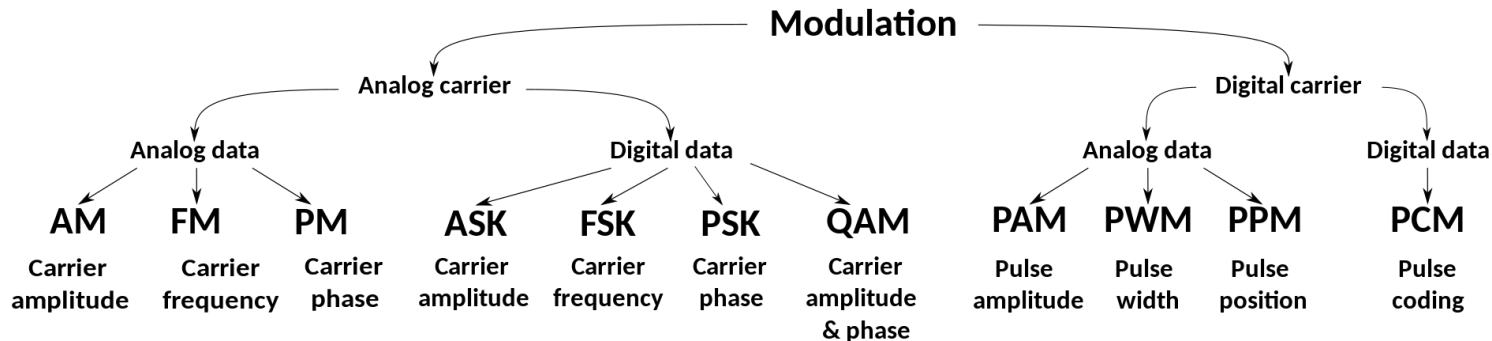 Modulation
Analog carrier
Digital carrier
Analog data
Digital data
Analog data
Digital data
AM
FM
PM
ASK
FSK
PSK
QAM
PAM
PWM
PPM
PCM
Carrier
amplitude
Carrier
frequency
Carrier
phase
Carrier
amplitude
Carrier
frequency
Carrier
phase
Carrier
amplitude
& phase
Pulse
amplitude
Pulse
width
Pulse
position
Pulse
coding